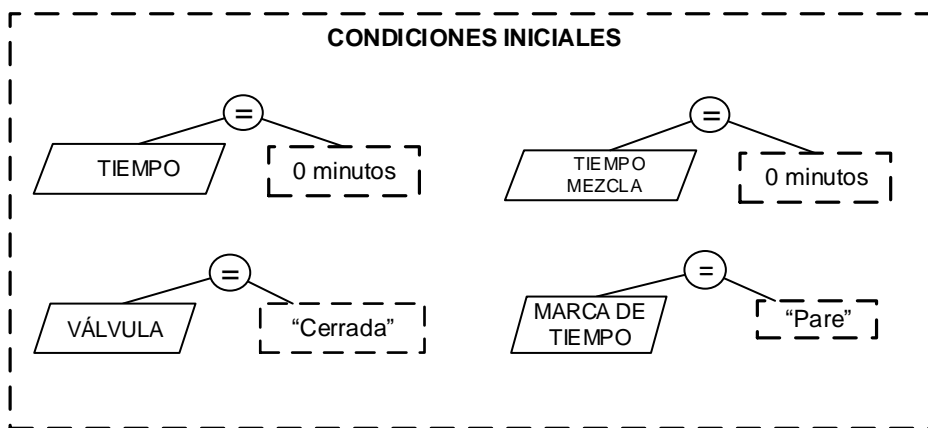 CONDICIONES INICIALES
=
TIEMPO
0 minutos
=
TIEMPO
MEZCLA
0 minutos
=
VÁLVULA
“Cerrada”
=
MARCA DE
TIEMPO
“Pare”